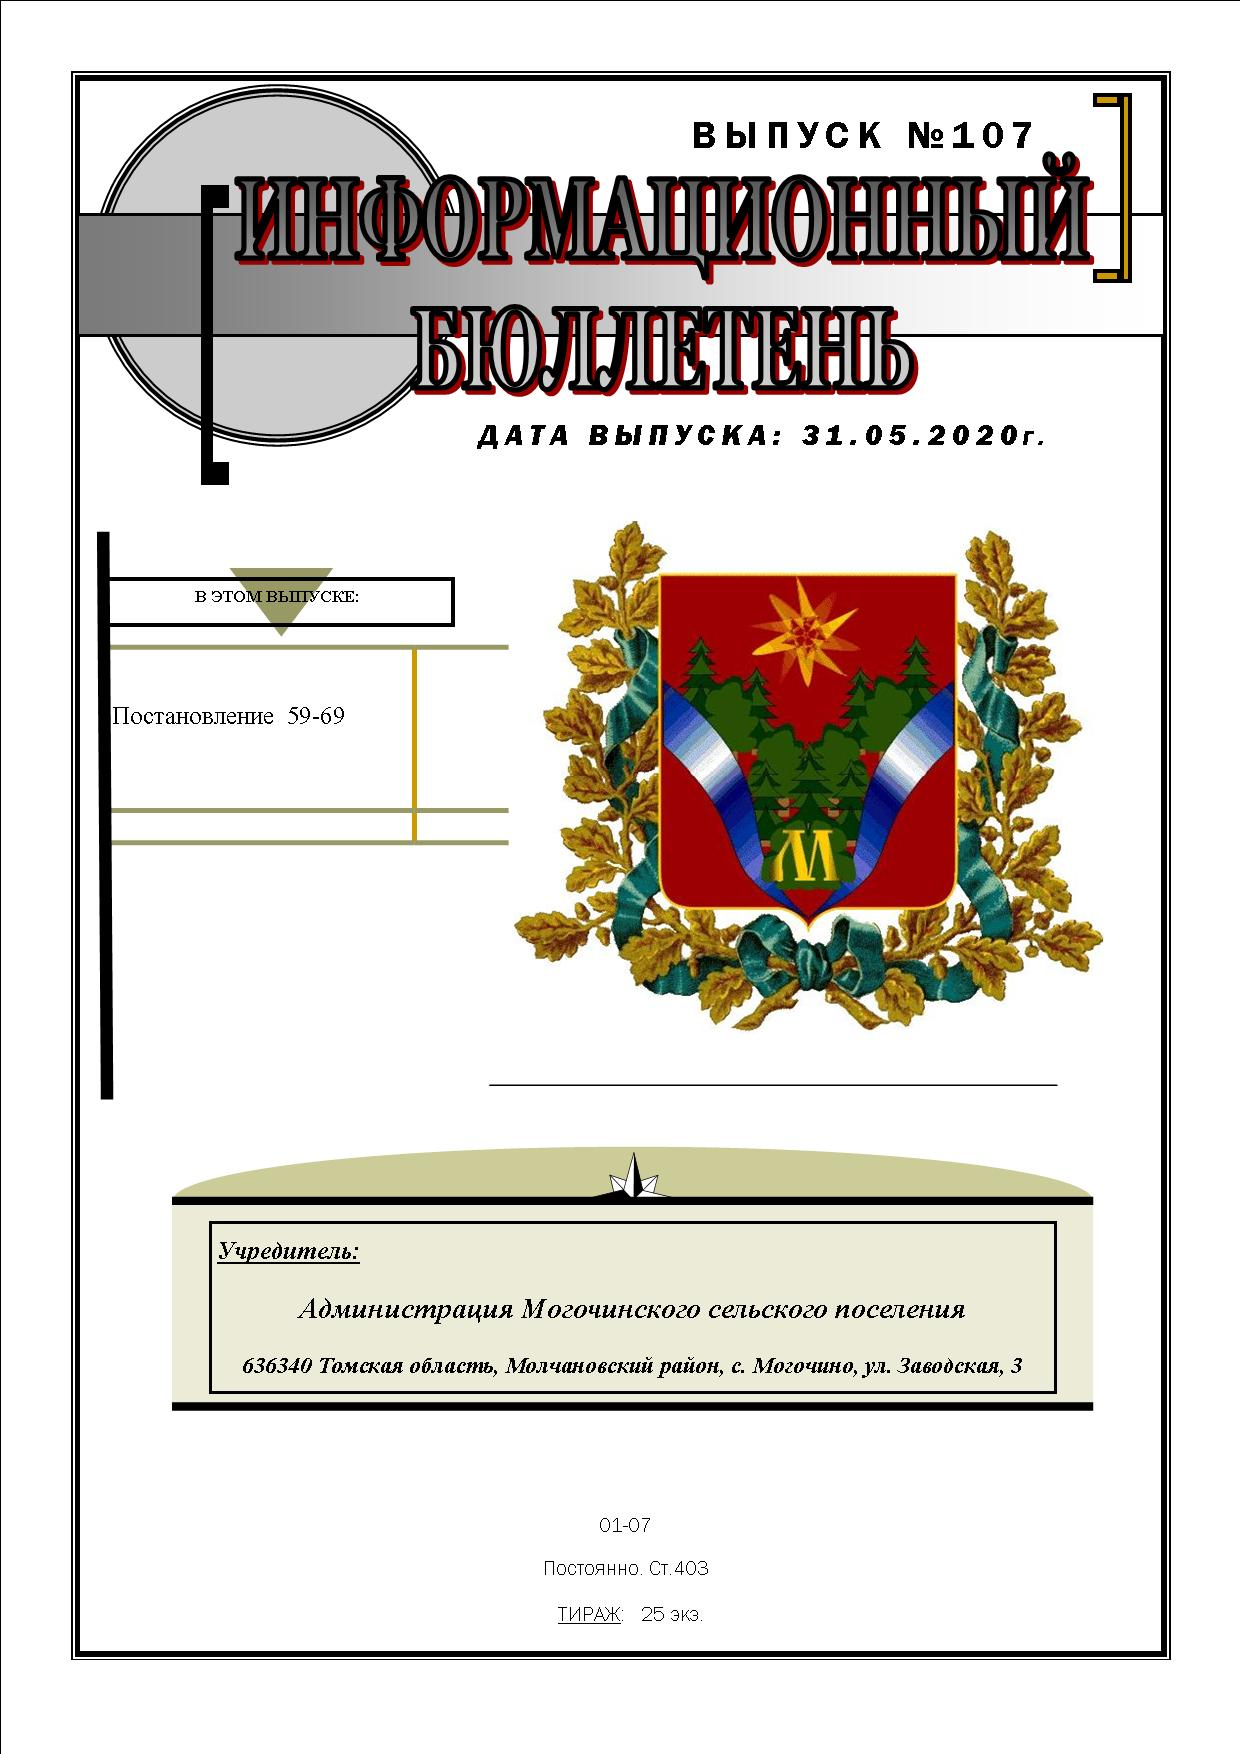 ВЫПУСК №107
ИНФОРМАЦИОННЫЙ
БЮЛЛЕТЕНЬ
ДАТА ВЫПУСКА: 31.05.2020г.
В ЭТОМ ВЫПУСКЕ:
Постановление 59-69
М
Учредитель:
Администрация Могочинского сельского поселения
636340 Томская область, Молчановский район, с. Могочино, ул. Заводская, 3
01-07
Постоянно. Ст.403
ТИРАЖ: 25 экз.